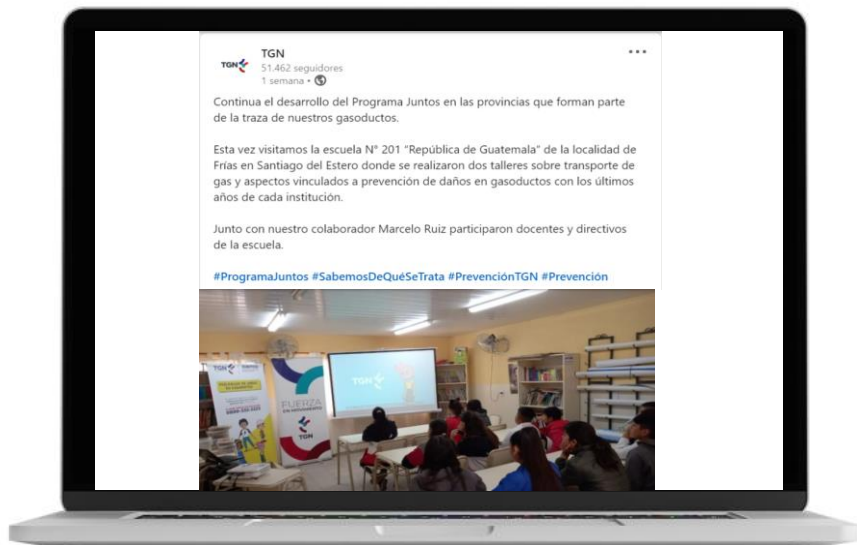 TGN
TGN
51.462 seguidores
1 semana •
Continua el desarrollo del Programa Juntos en las provincias que forman parte
de la traza de nuestros gasoductos.
Esta vez visitamos la escuela N° 201 "República de Guatemala" de la localidad de
Frías en Santiago del Estero donde se realizaron dos talleres sobre transporte de
gas y aspectos vinculados a prevención de daños en gasoductos con los últimos
años de cada institución.
Junto con nuestro colaborador Marcelo Ruiz participaron docentes y directivos
de la escuela.
#ProgramaJuntos #SabemosDeQuéSeTrata #PrevenciónTGN #Prevención
TGN
TGN
FUERZA
EN MOVIMIENTO
TGN